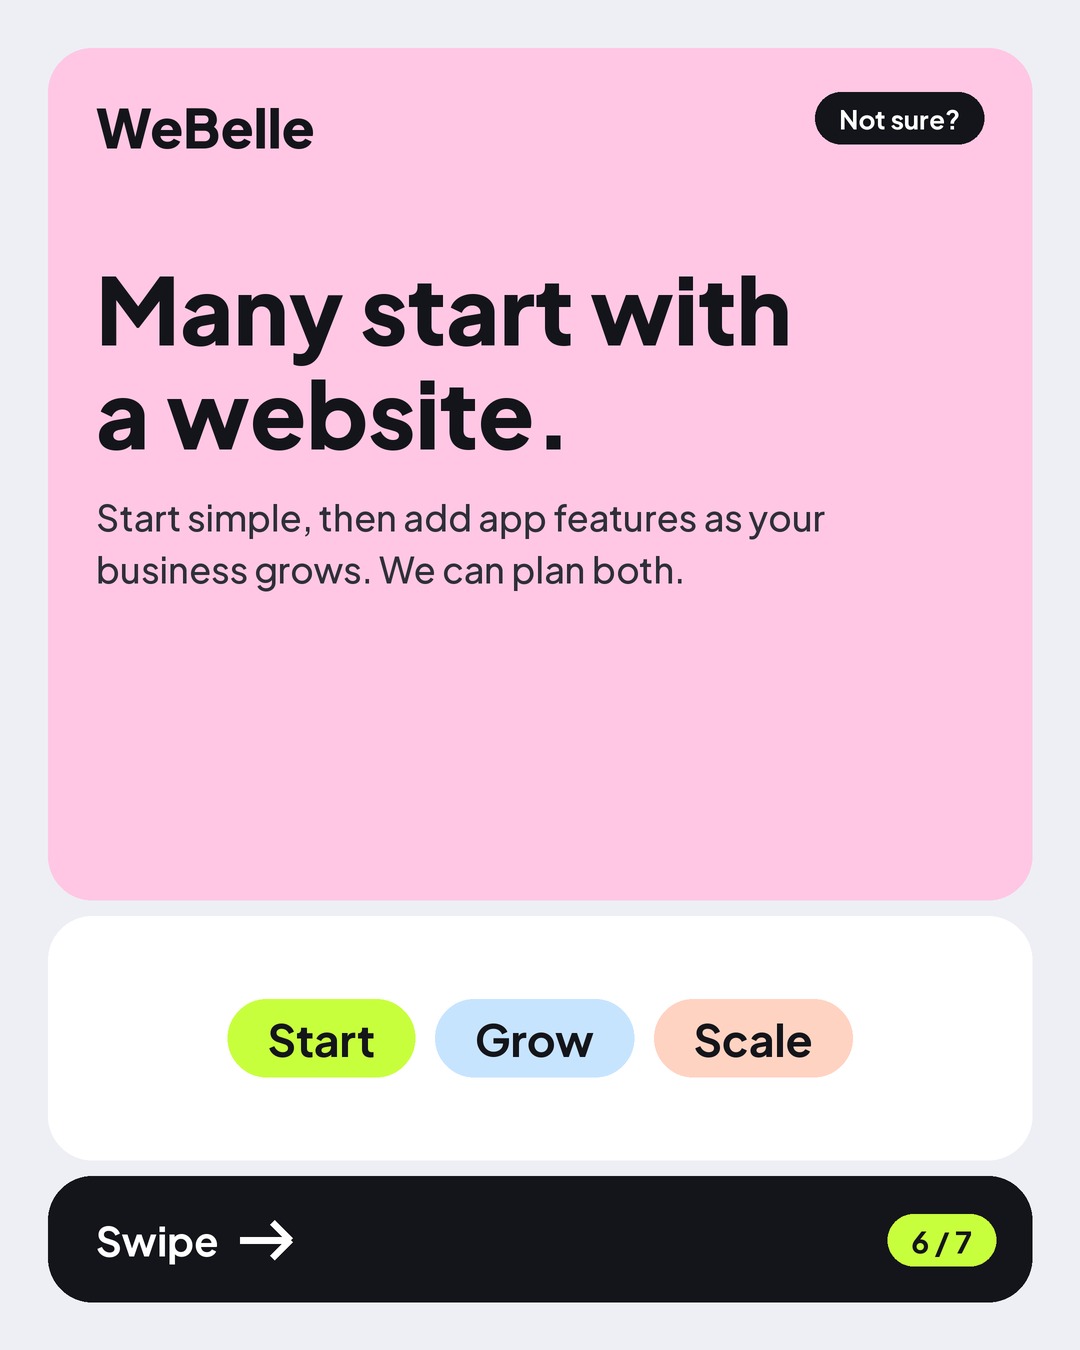 WeBelle
Not sure?
Many start with
a website.
Start simple, then add app features as your
business grows. We can plan both.
Start
Grow
Scale
Swipe →
6 / 7